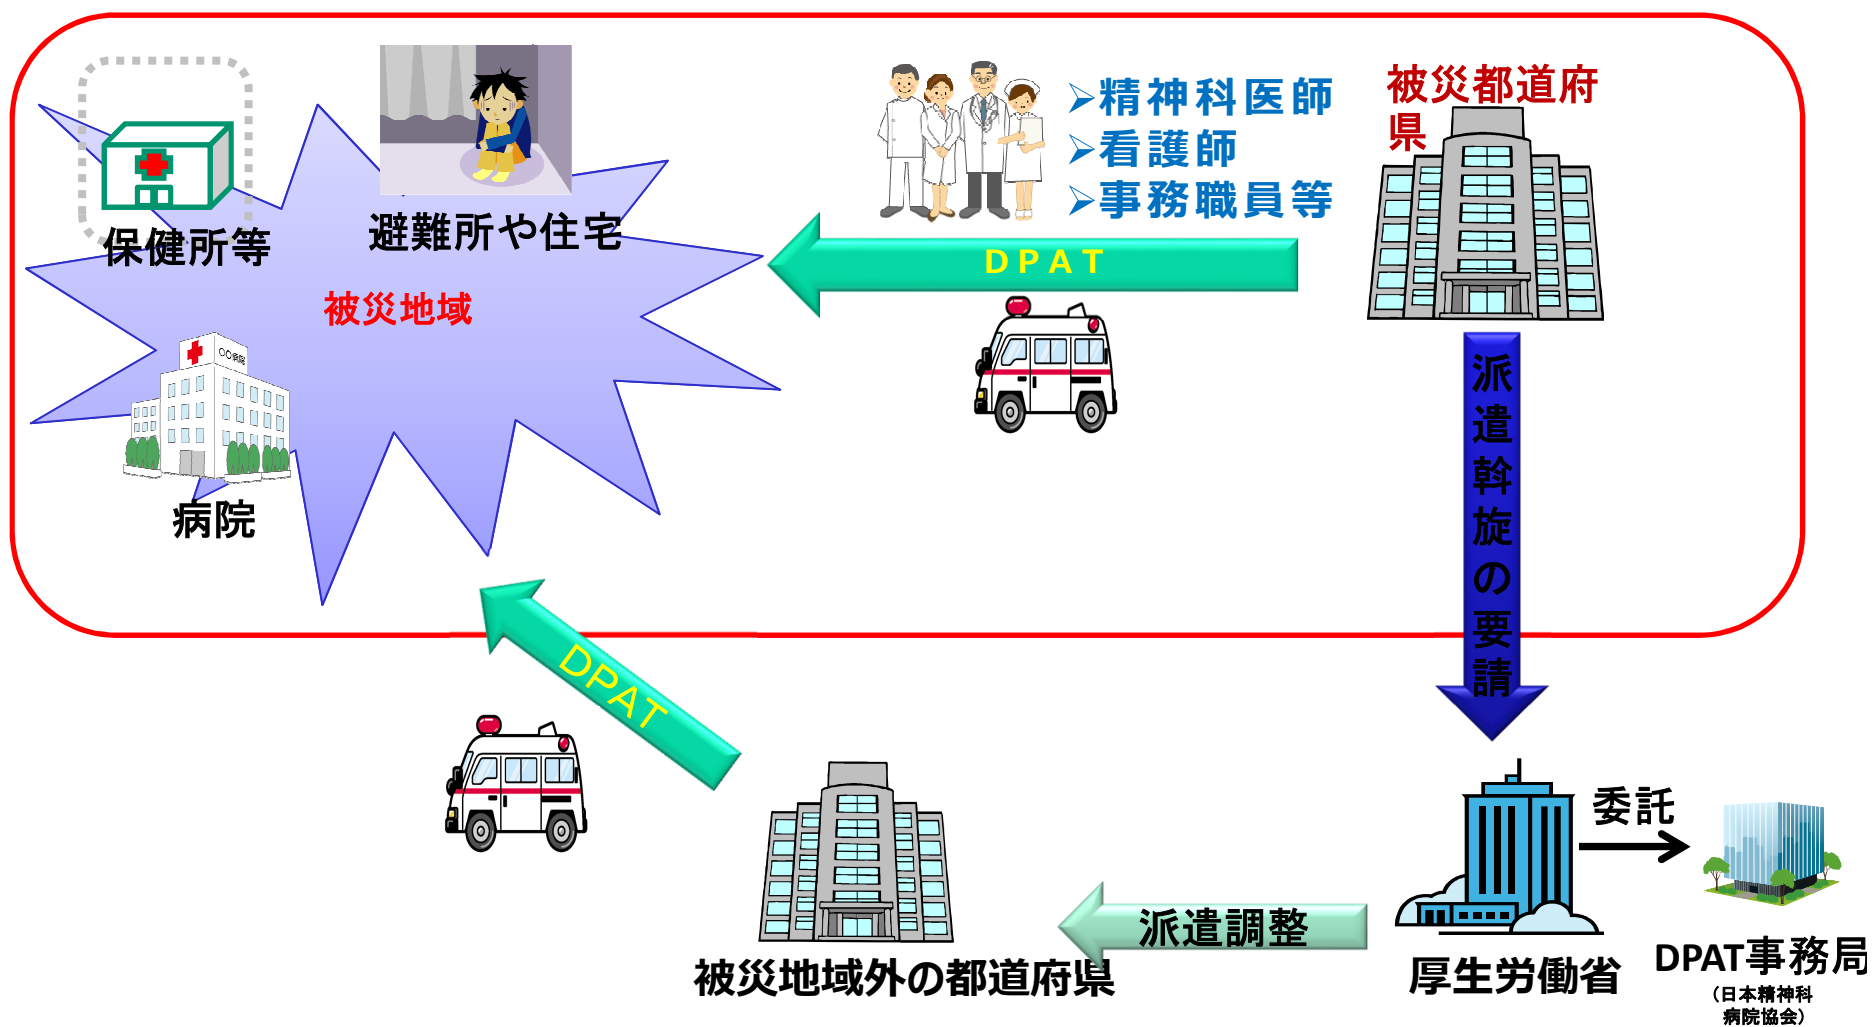 保健所等
避難所や住宅
被災地域
〇〇病院
病院
➢精神科医師
➢看護師
➢事務職員等
DPAT
被災都道府
県
派遣斡旋の要請
DPAT
被災地域外の都道府県
派遣調整
厚生労働省
委託
DPAT事務局
(日本精神科
病院協会)